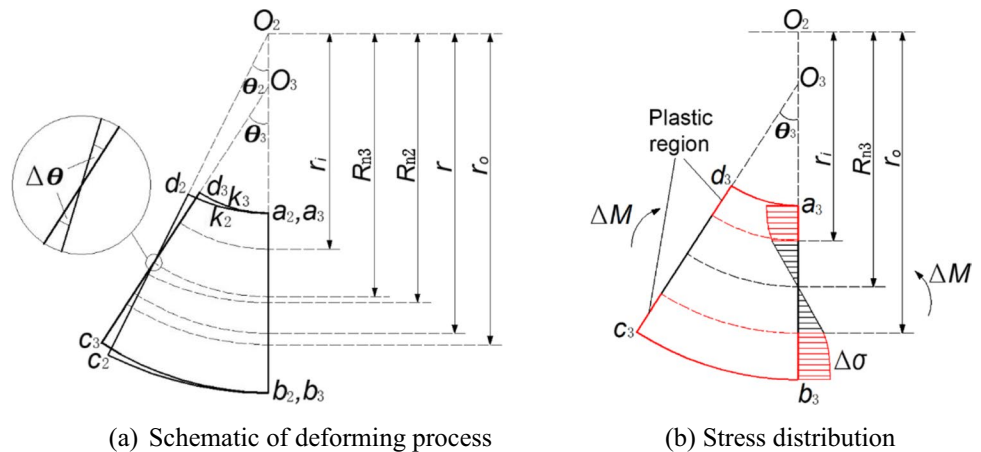 O₂
θ₂
O₃
θ₃
Δθ
rᵢ
Rn3
Rn2
r
rₒ
d₂
d₃
k₃
k₂
a₂,a₃
c₃
c₂
b₂,b₃
(a) Schematic of deforming process
O₂
O₃
Plastic
region
θ₃
rᵢ
Rn3
rₒ
d₃
a₃
ΔM
ΔM
c₃
Δσ
b₃
(b) Stress distribution